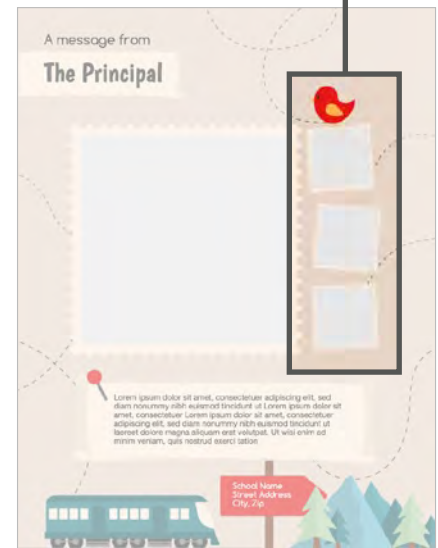 A message from
The Principal
Lorem ipsum dolor sit amet, consectetuer adipiscing elit, sed
diam nonummy nibh euismod tincidunt ut Lorem ipsum dolor sit
amet, consectetuer Lorem ipsum dolor sit amet, consectetuer
adipiscing elit, sed diam nonummy nibh euismod tincidunt ut
laoreet dolore magna aliquam erat volutpat. Ut wisi enim ad
minim veniam, quis nostrud exerci tation
School Name
Street Address
City, Zip